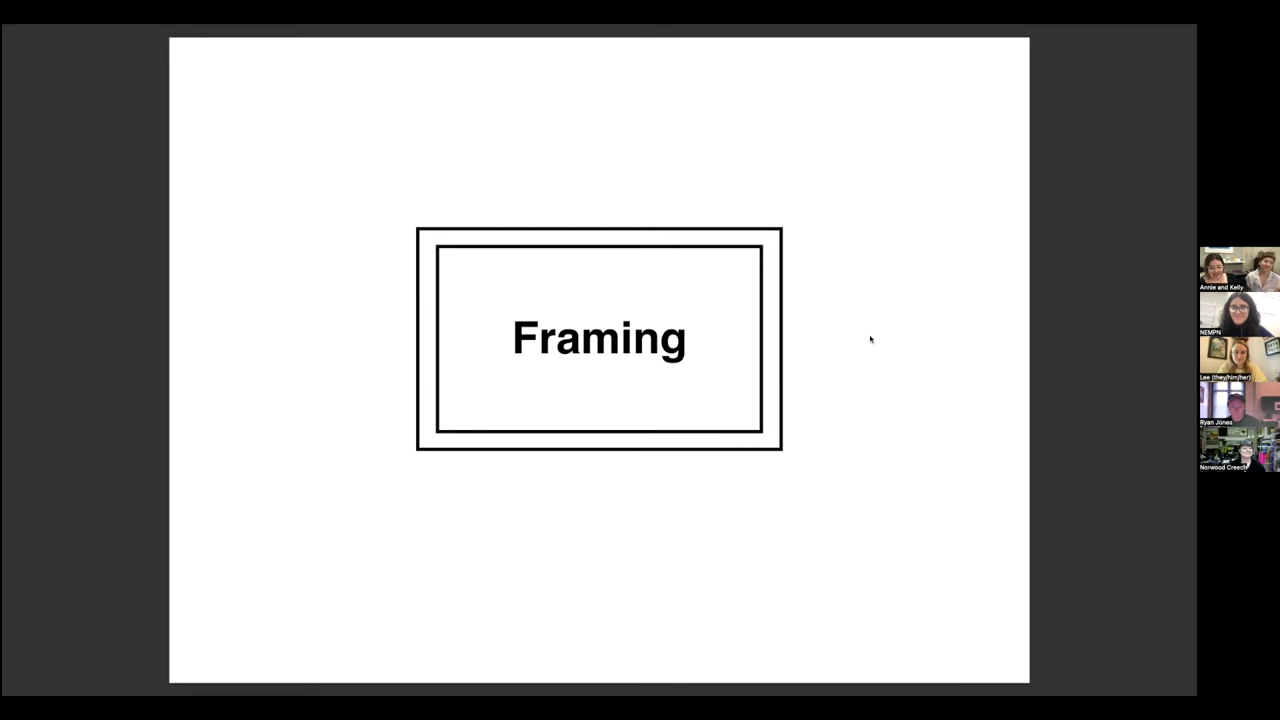 Framing
Annie and Kelly
NEMPN
Lee (they/him/her)
Ryan Jones
Norwood Creech